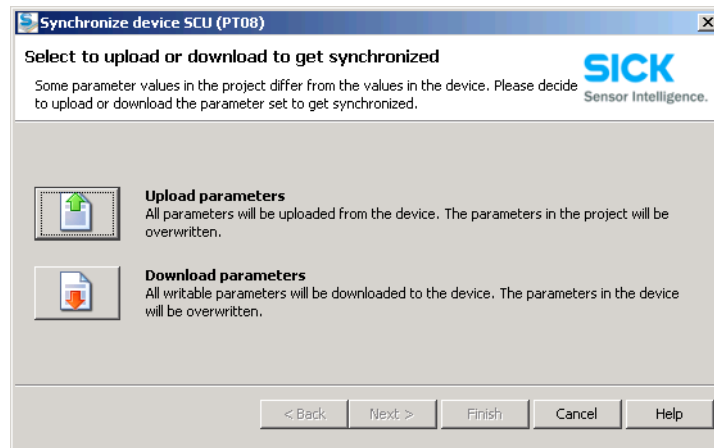 Synchronize device SCU (PT08)
Select to upload or download to get synchronized
Some parameter values in the project differ from the values in the device. Please decide
to upload or download the parameter set to get synchronized.
SICK
Sensor Intelligence.
Upload parameters
All parameters will be uploaded from the device. The parameters in the project will be
overwritten.
Download parameters
All writable parameters will be downloaded to the device. The parameters in the device
will be overwritten.
< Back
Next >
Finish
Cancel
Help